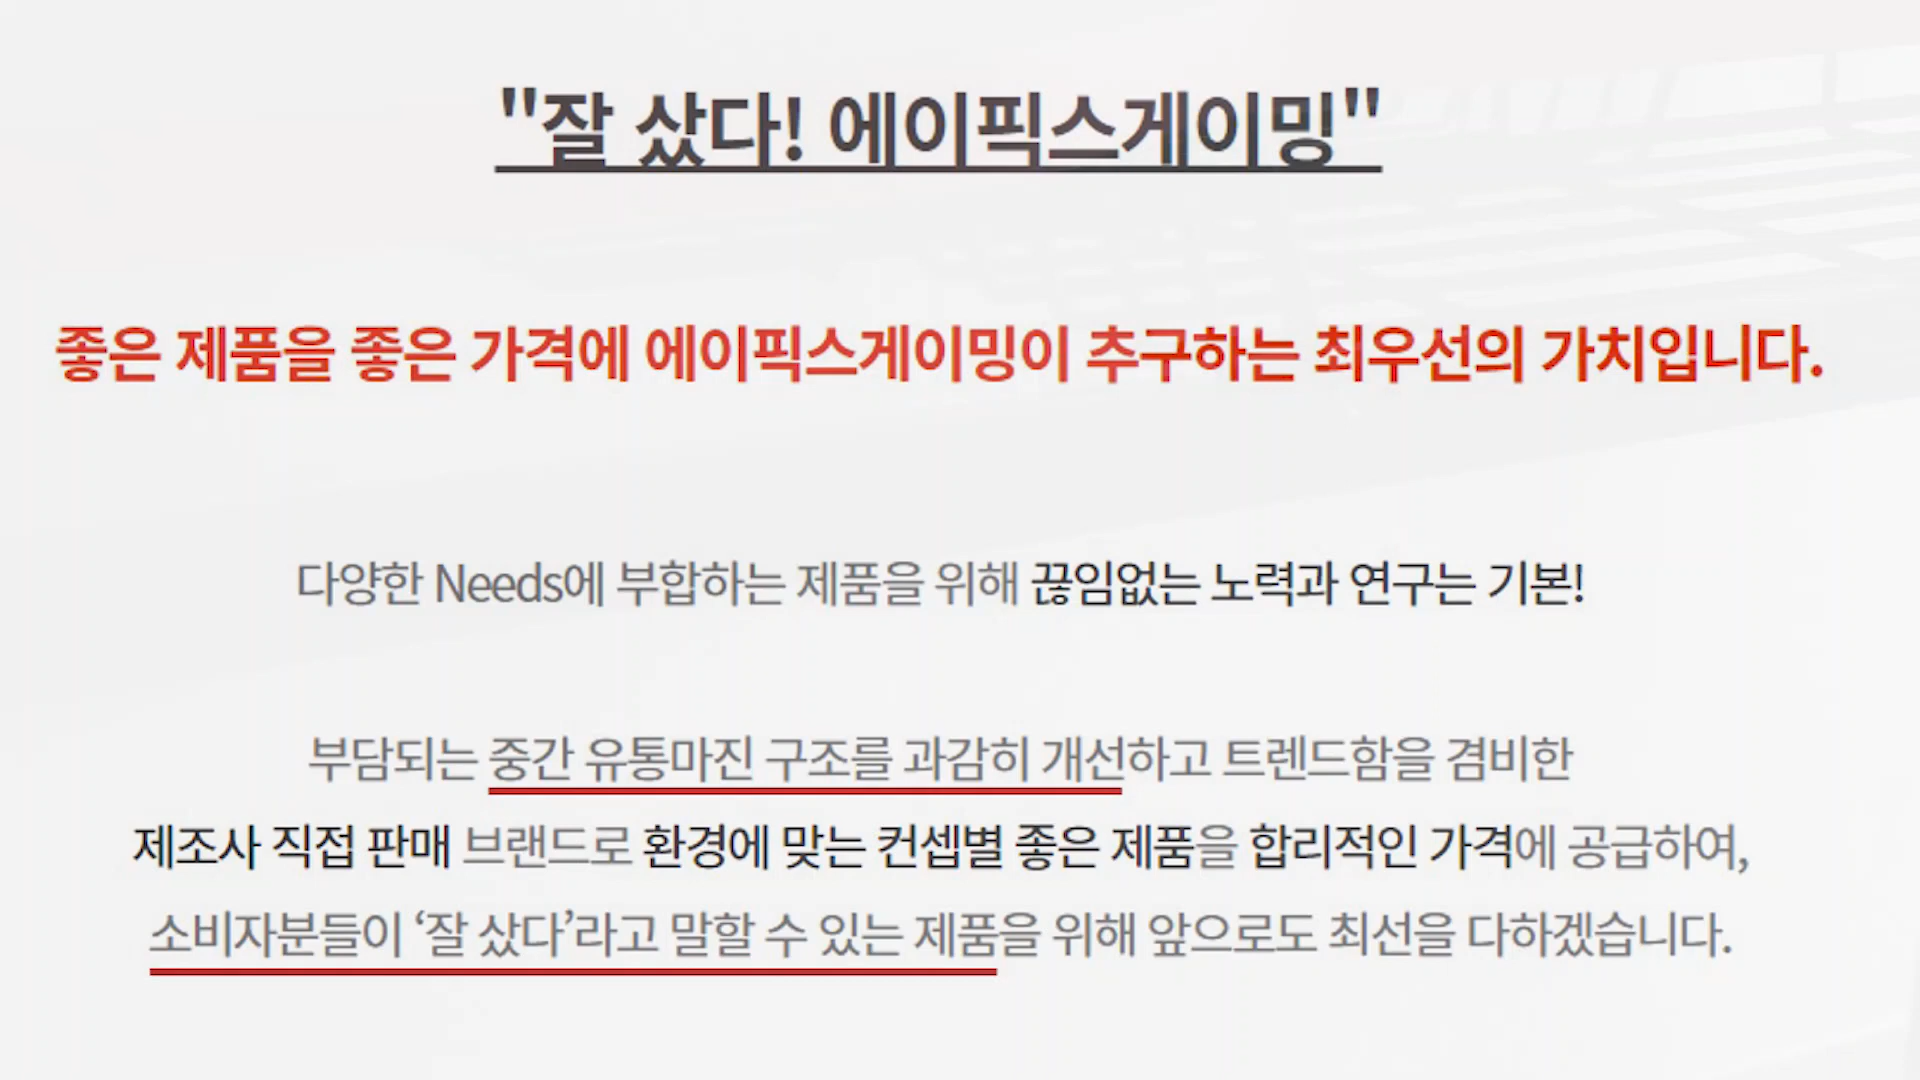 "잘 샀다! 에이픽스게이밍"
좋은 제품을 좋은 가격에 에이픽스게이밍이 추구하는 최우선의 가치입니다.
다양한 Needs에 부합하는 제품을 위해 끊임없는 노력과 연구는 기본!
부담되는 중간 유통마진 구조를 과감히 개선하고 트렌드함을 겸비한
제조사 직접 판매 브랜드로 환경에 맞는 컨셉별 좋은 제품을 합리적인 가격에 공급하여,
소비자분들이 ‘잘 샀다’라고 말할 수 있는 제품을 위해 앞으로도 최선을 다하겠습니다.